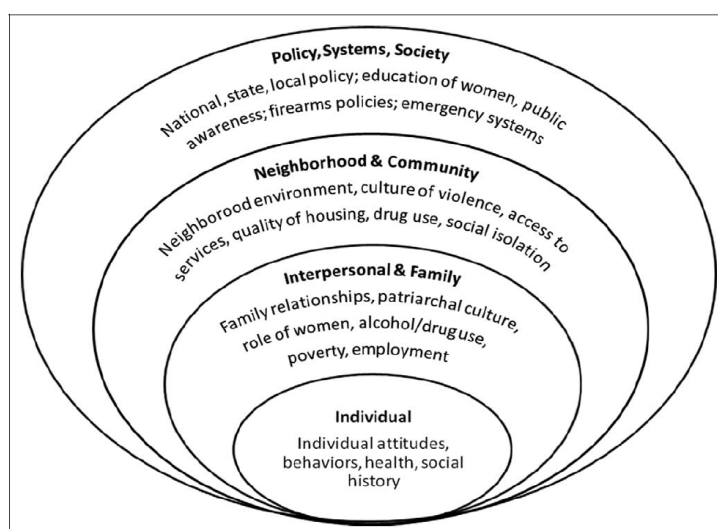 Policy, Systems, Society
National, state, local policy; education of women, public
awareness; firearms policies; emergency systems
Neighborhood & Community
Neighborood environment, culture of violence, access to
services, quality of housing, drug use, social isolation
Interpersonal & Family
Family relationships, patriarchal culture,
role of women, alcohol/drug use,
poverty, employment
Individual
Individual attitudes,
behaviors, health, social
history